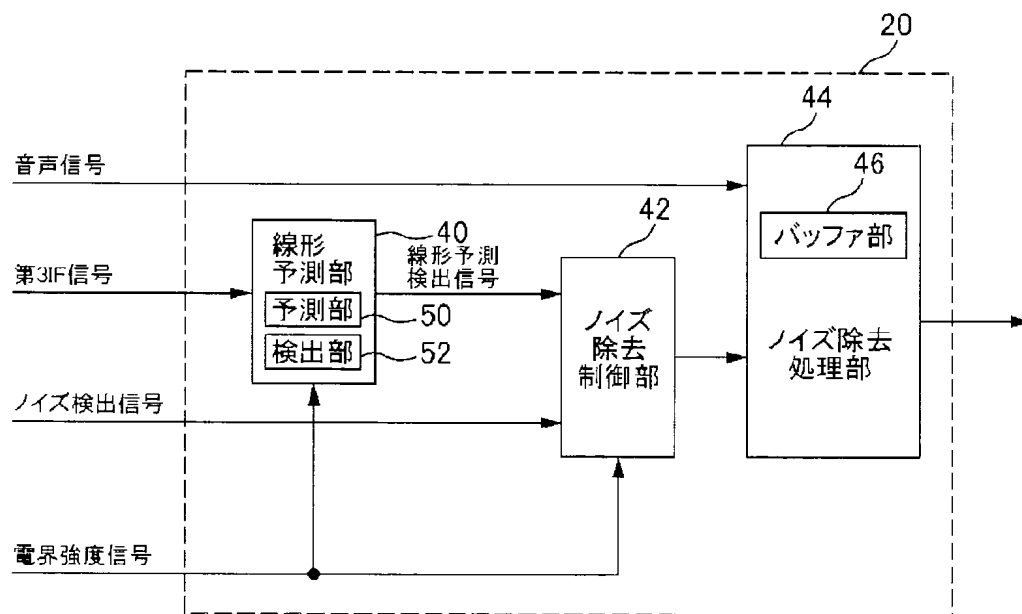 20
44
音声信号
46
バッファ部
42
40
線形
予測部
線形予測
検出信号
第3IF信号
予測部
50
検出部
52
ノイズ
除去
制御部
ノイズ除去
処理部
ノイズ検出信号
電界強度信号